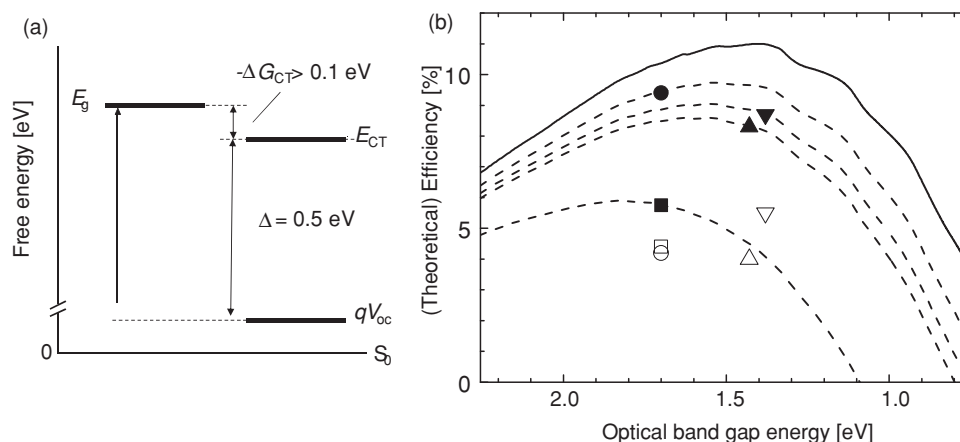 (a)
Free energy [eV]
E_g
-ΔG_CT > 0.1 eV
E_CT
Δ = 0.5 eV
qV_oc
0
S_0
(b)
(Theoretical) Efficiency [%]
10
5
0
2.0 1.5 1.0
Optical band gap energy [eV]